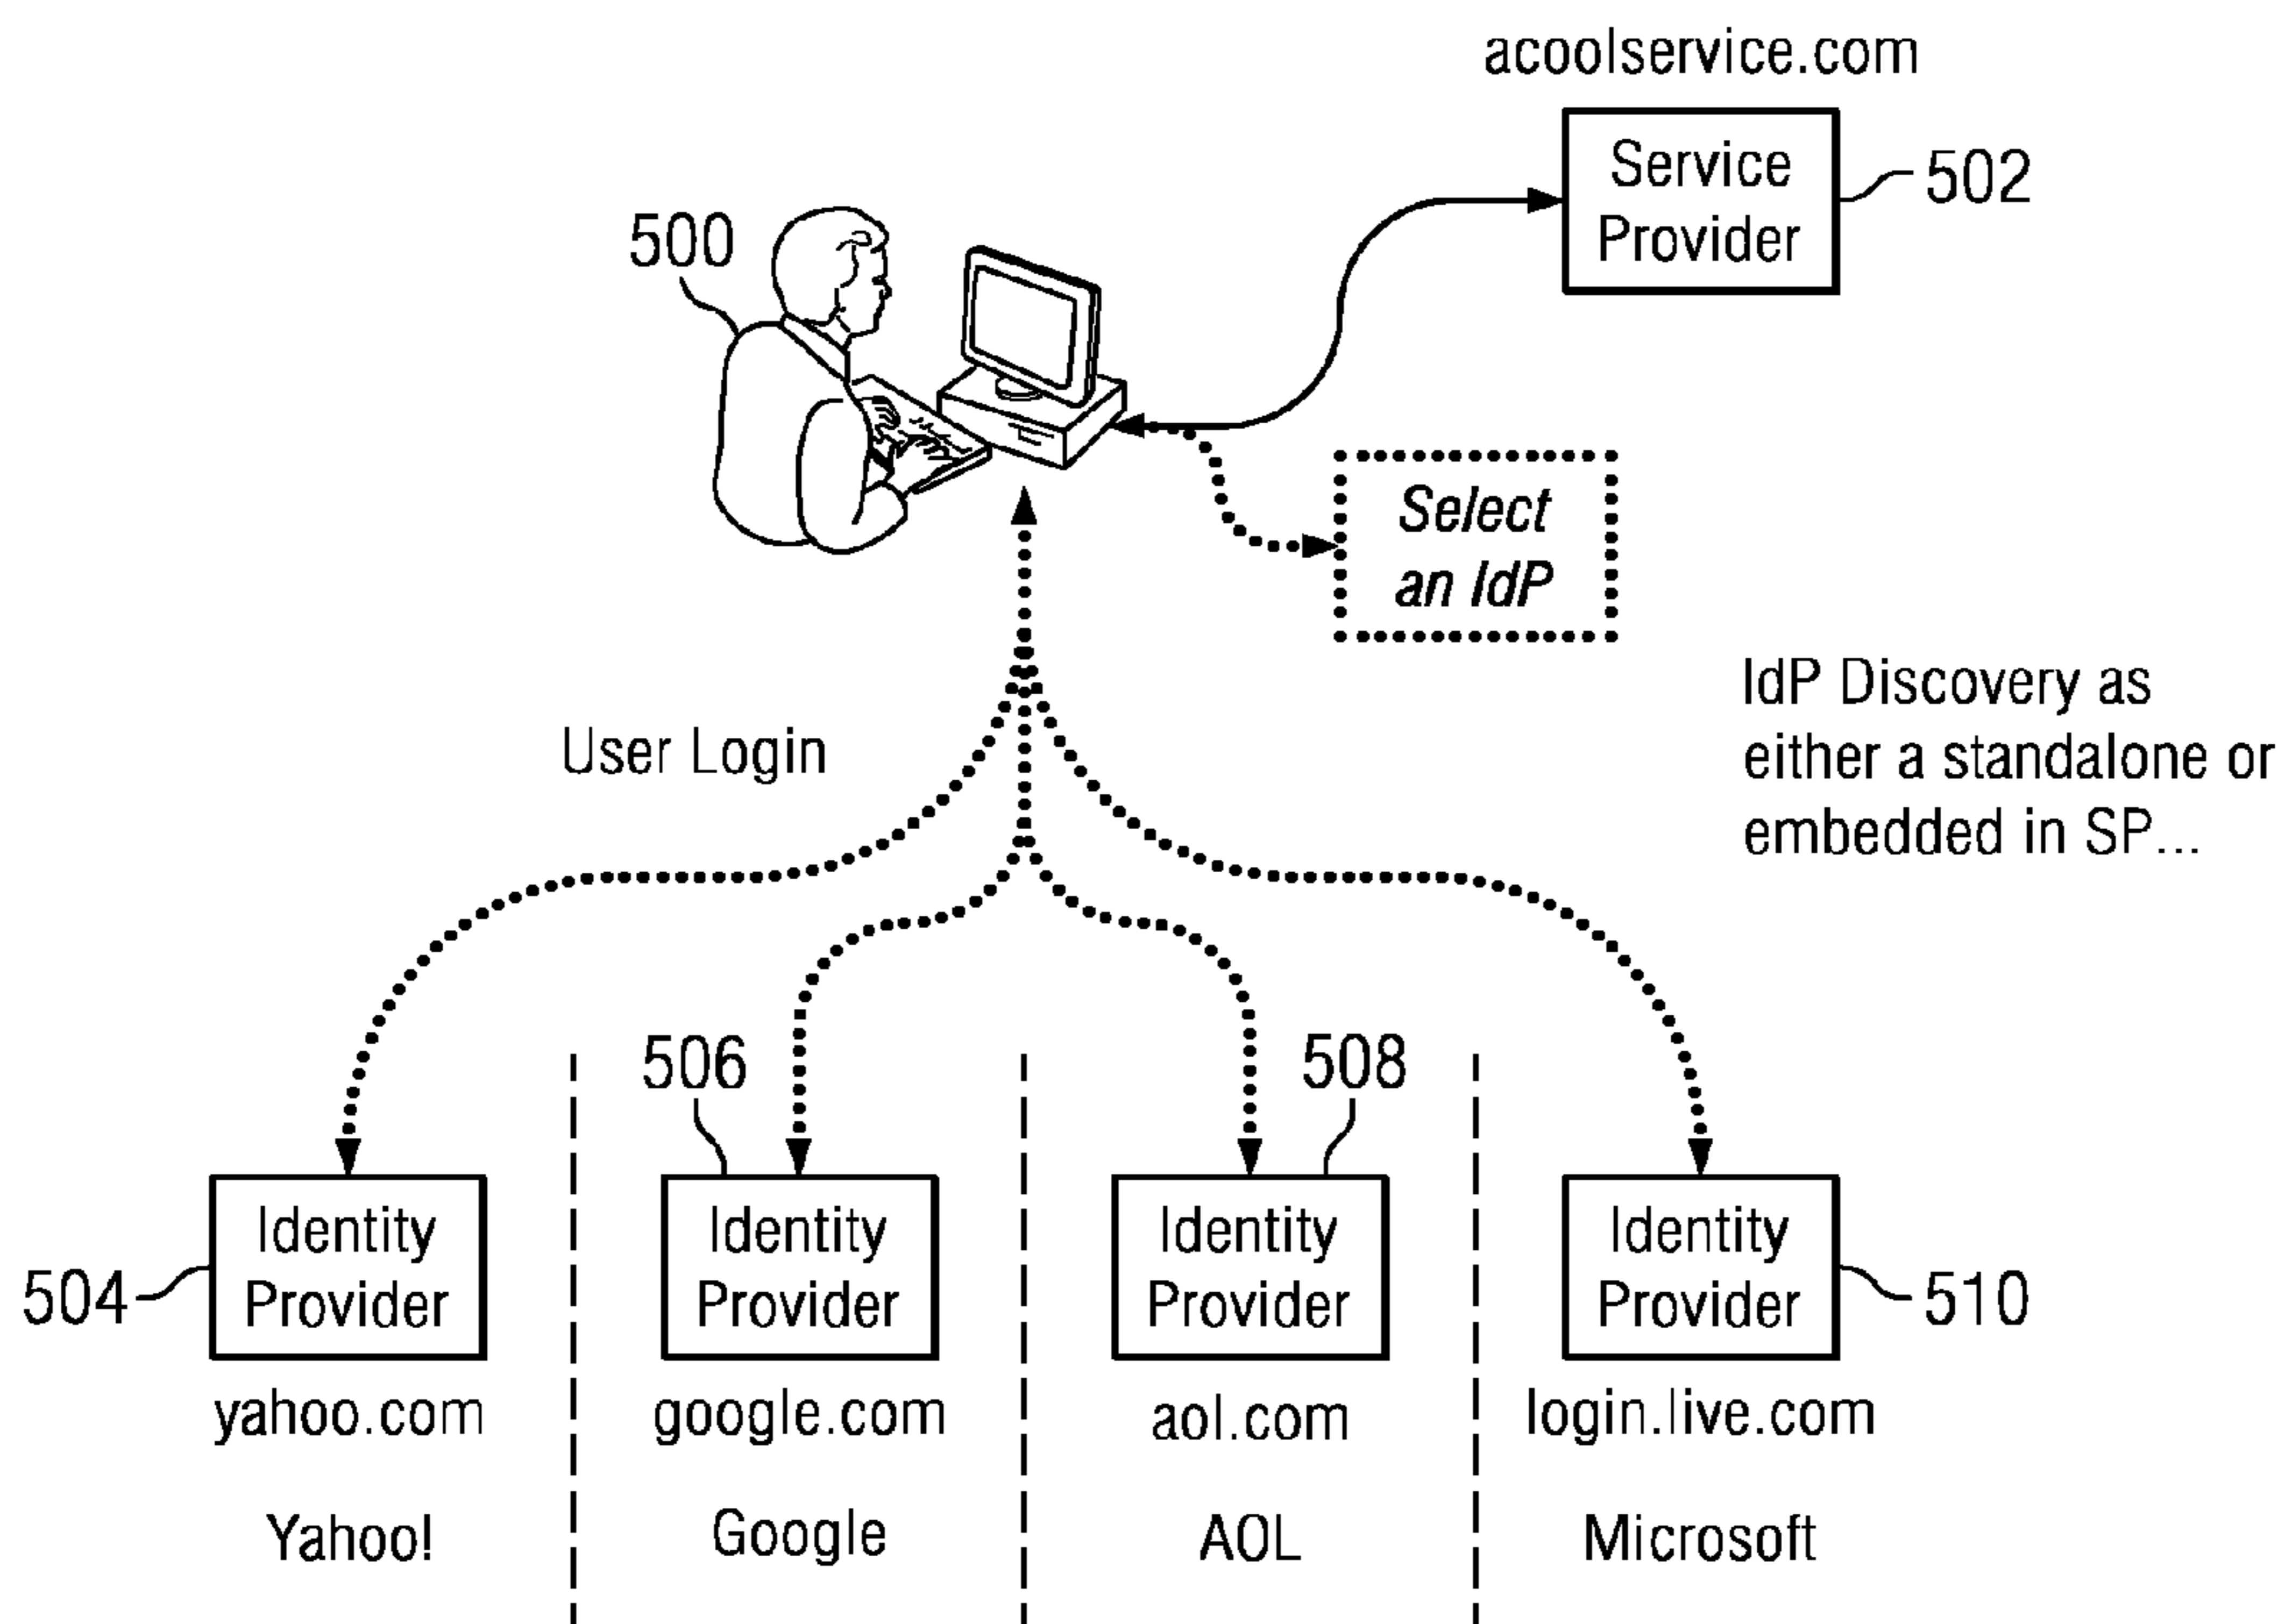 acoolservice.com
Service
Provider
502
500
Select
an IdP
IdP Discovery as
either a standalone or
embedded in SP...
User Login
506
508
504
Identity
Provider
Identity
Provider
Identity
Provider
Identity
Provider
510
yahoo.com
google.com
aol.com
login.live.com
Yahoo!
Google
AOL
Microsoft